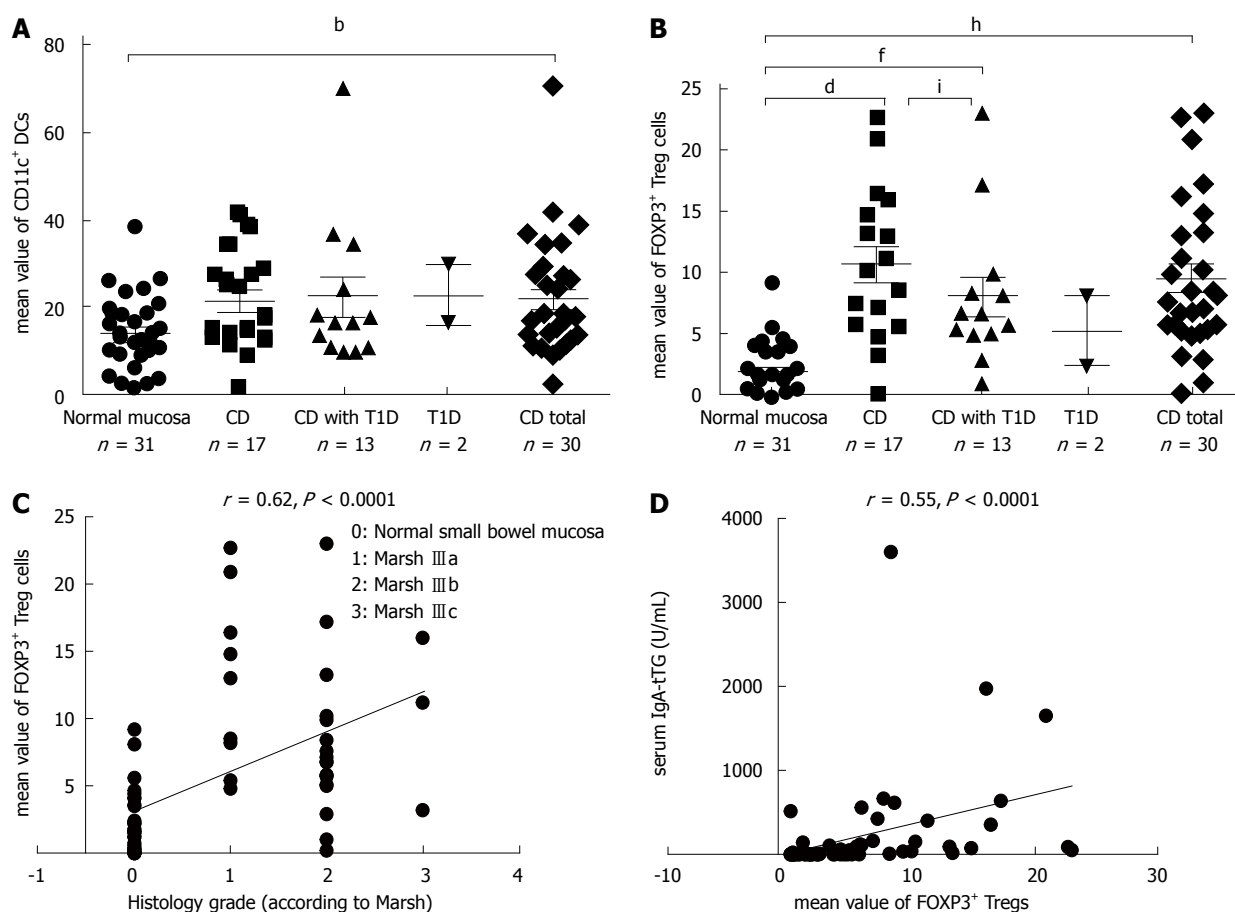 A
b
mean value of CD11c⁺ DCs
80
60
40
20
0
Normal mucosa
n = 31
CD
n = 17
CD with T1D
n = 13
T1D
n = 2
CD total
n = 30
B
h
f
d
i
mean value of FOXP3⁺ Treg cells
25
20
15
10
5
0
Normal mucosa
n = 31
CD
n = 17
CD with T1D
n = 13
T1D
n = 2
CD total
n = 30
C
r = 0.62, P < 0.0001
mean value of FOXP3⁺ Treg cells
25
20
15
10
5
0: Normal small bowel mucosa
1: Marsh Ⅲa
2: Marsh Ⅲb
3: Marsh Ⅲc
-1
0
1
2
3
4
Histology grade (according to Marsh)
D
r = 0.55, P < 0.0001
serum IgA-tTG (U/mL)
4000
3000
2000
1000
-10
0
10
20
30
mean value of FOXP3⁺ Tregs